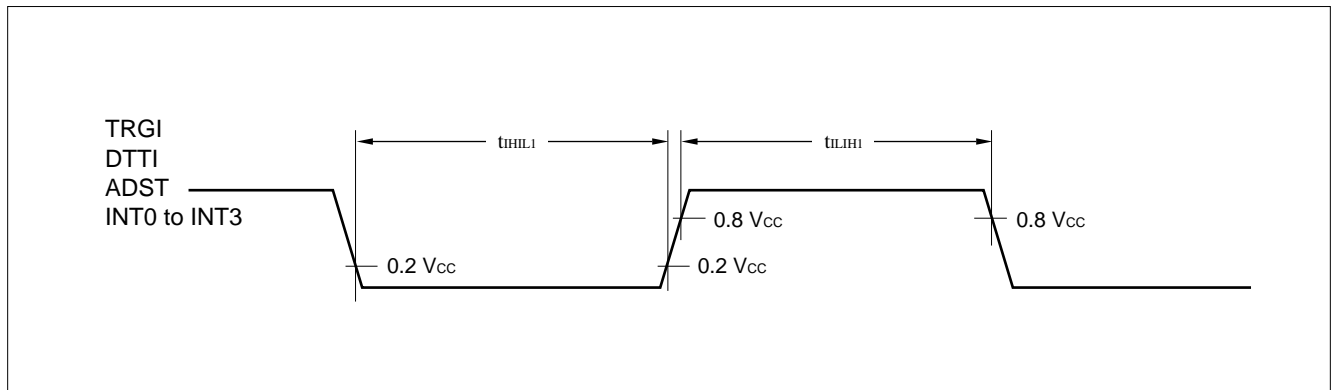 TRGI
DTTI
ADST
INT0 to INT3
tIHIL1
tILIH1
0.8 Vcc
0.8 Vcc
0.2 Vcc
0.2 Vcc